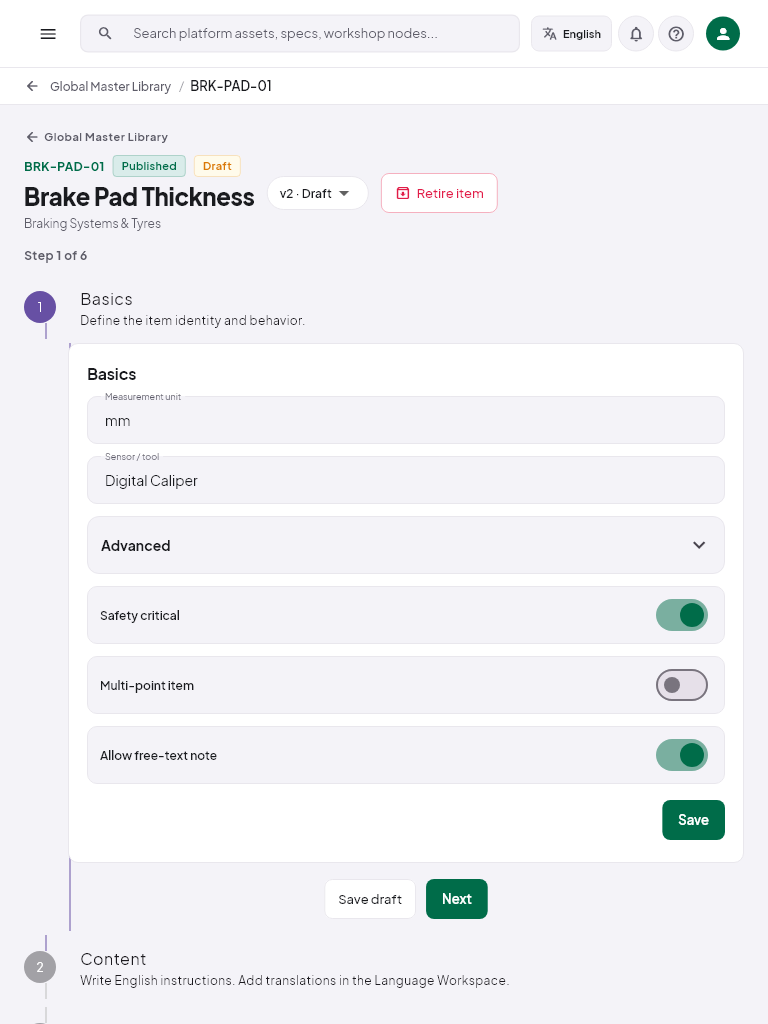 Search platform assets, specs, workshop nodes...
English
Global Master Library / BRK-PAD-01
Global Master Library
BRK-PAD-01 Published Draft
Brake Pad Thickness v2 · Draft Retire item
Braking Systems & Tyres
Step 1 of 6
1 Basics
Define the item identity and behavior.
Basics
Measurement unit
mm
Sensor / tool
Digital Caliper
Advanced
Safety critical
Multi-point item
Allow free-text note
Save
Save draft Next
2 Content
Write English instructions. Add translations in the Language Workspace.